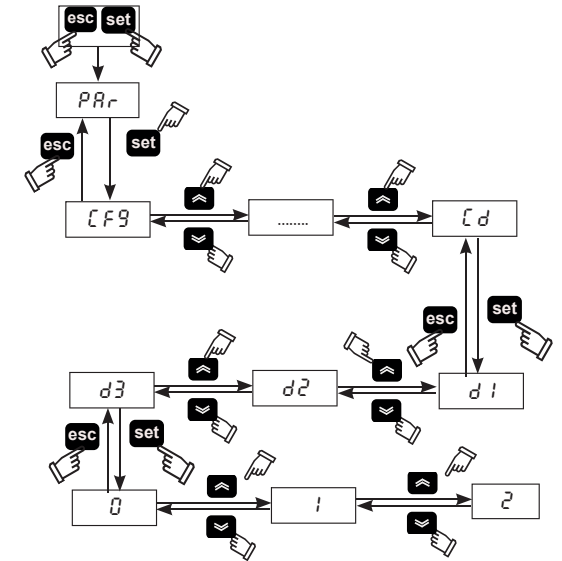 esc set
PAr
esc set
CF9
........
Cd
esc set
d3
d2
d1
esc set
0
1
2